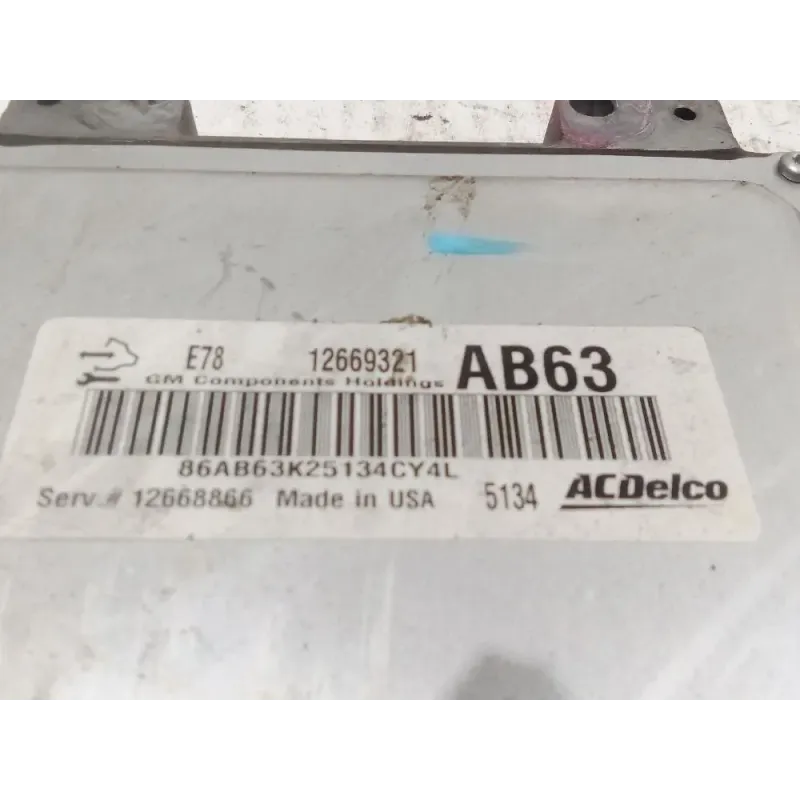 E78 12669321 AB63
GM Components Holdings
86AB63K25134CY4L
Serv.# 12668866 Made in USA 5134 ACDelco